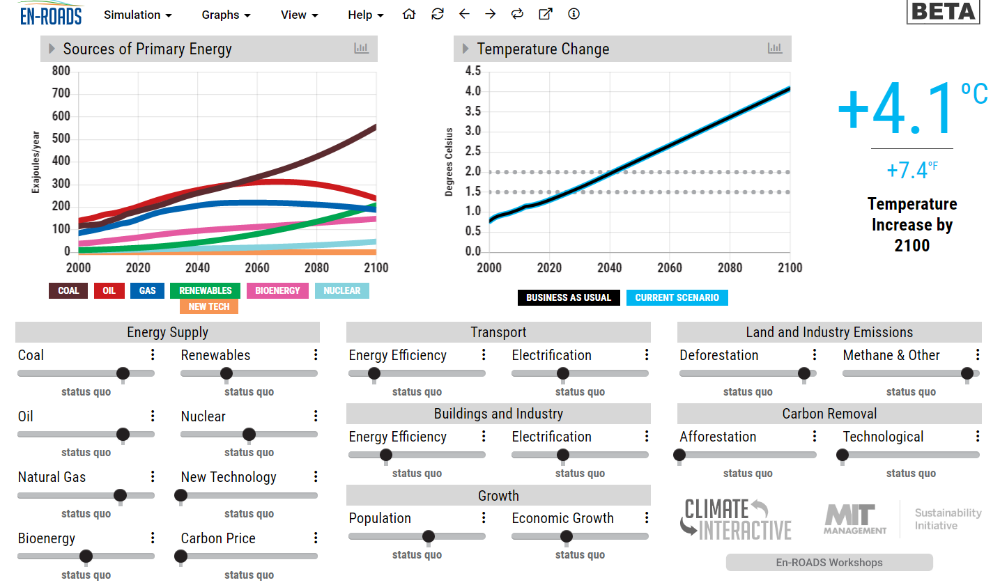 EN-ROADS
Simulation
Graphs
View
Help
BETA
Sources of Primary Energy
800
700
600
500
400
300
200
100
0
Exajoules/year
2000 2020 2040 2060 2080 2100
COAL OIL GAS RENEWABLES BIOENERGY NUCLEAR
NEW TECH
Temperature Change
4.5
4.0
3.5
3.0
2.5
2.0
1.5
1.0
0.5
0.0
Degrees Celsius
2000 2020 2040 2060 2080 2100
BUSINESS AS USUAL CURRENT SCENARIO
+4.1 ºC
+7.4ºF
Temperature
Increase by
2100
Energy Supply
Coal
status quo
Renewables
status quo
Oil
status quo
Nuclear
status quo
Natural Gas
status quo
New Technology
status quo
Bioenergy
status quo
Carbon Price
status quo
Transport
Energy Efficiency
status quo
Electrification
status quo
Buildings and Industry
Energy Efficiency
status quo
Electrification
status quo
Growth
Population
status quo
Economic Growth
status quo
Land and Industry Emissions
Deforestation
status quo
Methane & Other
status quo
Carbon Removal
Afforestation
status quo
Technological
status quo
CLIMATE
INTERACTIVE
MIT
MANAGEMENT
Sustainability
Initiative
En-ROADS Workshops